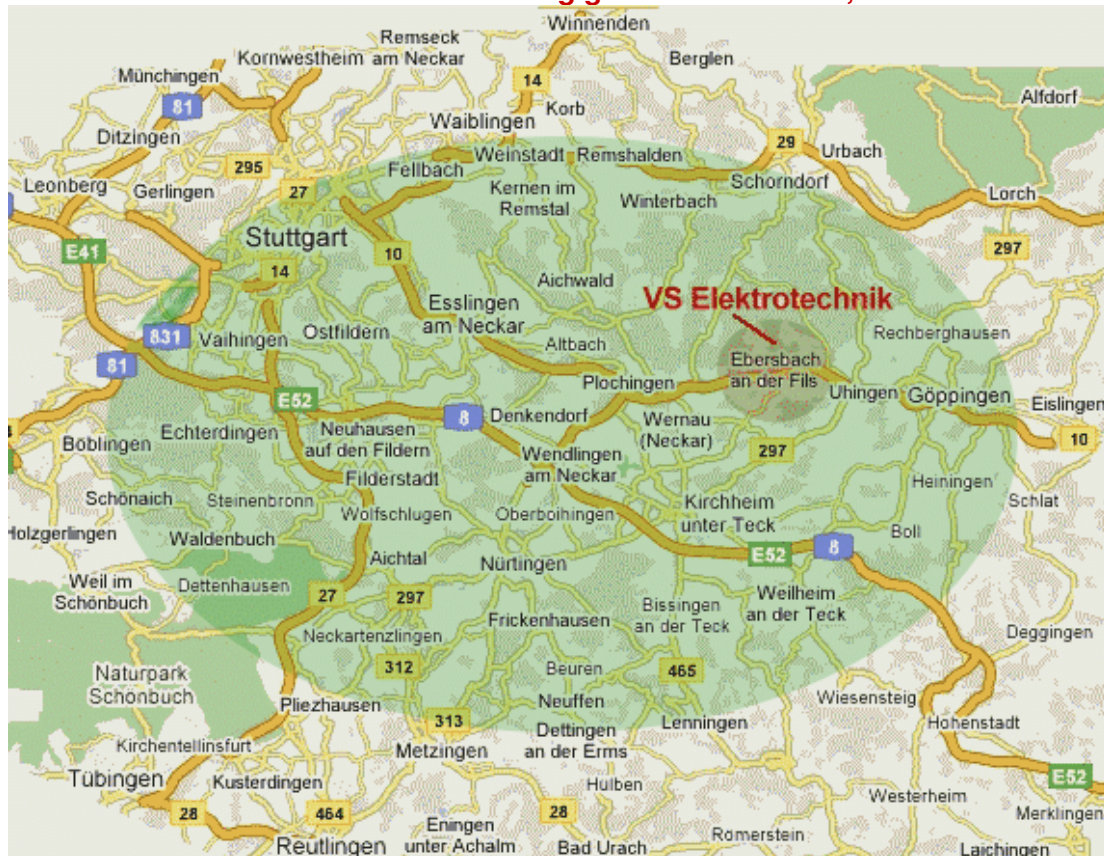 Winnenden
Remseck
am Neckar
Kornwestheim
Berglen
Münchingen
14
Alfdorf
81
Korb
Waiblingen
Ditzingen
29
Urbach
295
Weinstadt
Remshalden
Fellbach
Schorndorf
Leonberg
Gerlingen
27
Kernen im
Remstal
Winterbach
Lorch
Stuttgart
E41
10
297
14
Aichwald
VS Elektrotechnik
Esslingen
am Neckar
831
Vaihingen
Ostfildern
Rechberghausen
Altbach
Ebersbach
an der Fils
81
Plochingen
Uhingen
Göppingen
E52
8
Denkendorf
Wernau
(Neckar)
Eislingen
Böblingen
Echterdingen
Neuhausen
auf den Fildern
10
297
Wendlingen
am Neckar
Filderstadt
Heiningen
Schönaich
Steinenbronn
Wolfschlugen
Oberboihingen
Kirchheim
unter Teck
Schlat
Holzgerlingen
Waldenbuch
Boll
E52
8
Aichtal
Nürtingen
Weil im
Schönbuch
Dettenhausen
27
297
Weilheim
an der Teck
Bissingen
an der Teck
Frickenhausen
Neckartenzlingen
Deggingen
312
Beuren
465
Naturpark
Schönbuch
Wiesensteig
Neuffen
Pliezhausen
313
Lenningen
Hohenstadt
Dettingen
an der Erms
Kirchentellinsfurt
Metzingen
Tübingen
Kusterdingen
Hülben
E52
Westerheim
28
464
28
Merklingen
Eningen
unter Achalm
Römerstein
Reutlingen
Bad Urach
Laichingen